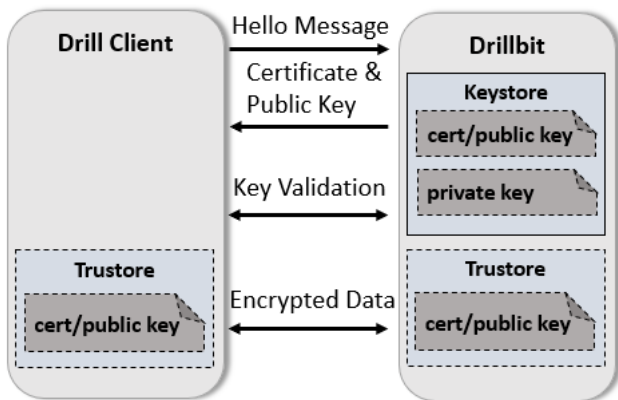 Drill Client
Hello Message
Drillbit
Certificate &
Public Key
Keystore
cert/public key
private key
Key Validation
Trustore
cert/public key
Encrypted Data
Trustore
cert/public key